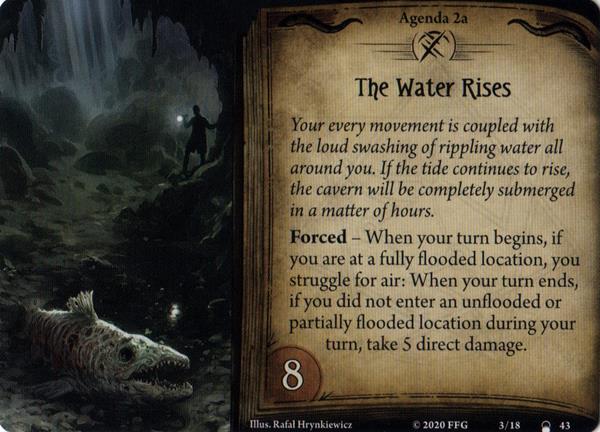 Agenda 2a
The Water Rises
Your every movement is coupled with
the loud swashing of rippling water all
around you. If the tide continues to rise,
the cavern will be completely submerged
in a matter of hours.
Forced – When your turn begins, if
you are at a fully flooded location, you
struggle for air: When your turn ends,
if you did not enter an unflooded or
partially flooded location during your
turn, take 5 direct damage.
8
Illus. Rafał Hrynkiewicz © 2020 FFG 3/18 43